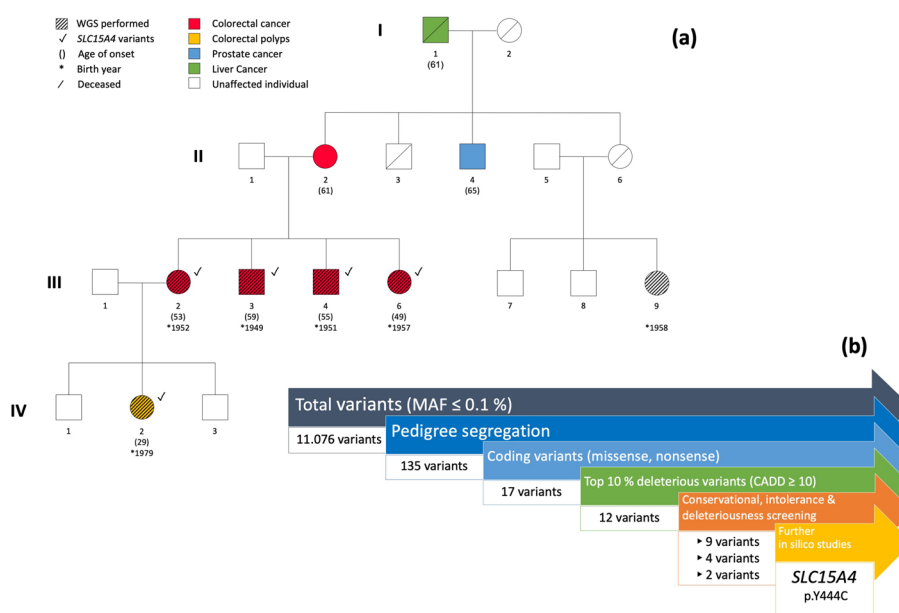 WGS performed
✓ SLC15A4 variants
() Age of onset
* Birth year
/ Deceased
Colorectal cancer
Colorectal polyps
Prostate cancer
Liver Cancer
Unaffected individual
(a)
I
1
(61)
2
II
1
2
(61)
3
4
(65)
5
6
III
1
2
(53)
*1952
3
(59)
*1949
4
(55)
*1951
6
(49)
*1957
7
8
9
*1958
IV
1
2
(29)
*1979
3
(b)
Total variants (MAF ≤ 0.1 %)
11.076 variants
Pedigree segregation
135 variants
Coding variants (missense, nonsense)
17 variants
Top 10 % deleterious variants (CADD ≥ 10)
12 variants
Conservational, intolerance &
deleteriousness screening
‣ 9 variants
‣ 4 variants
‣ 2 variants
Further
in silico studies
SLC15A4
p.Y444C